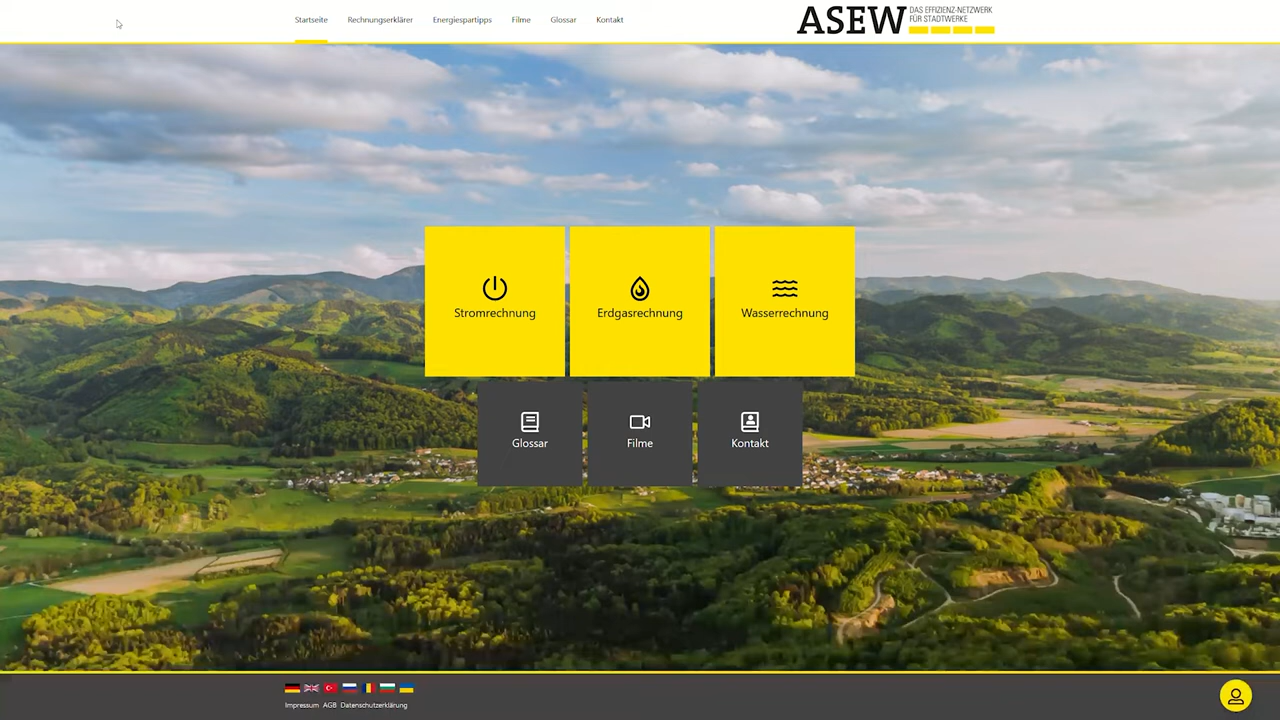 Startseite Rechnungserklärer Energiespartipps Filme Glossar Kontakt
ASEW DAS EFFIZIENZ-NETZWERK
FÜR STADTWERKE
Stromrechnung Erdgasrechnung Wasserrechnung
Glossar Filme Kontakt
Impressum AGB Datenschutzerklärung